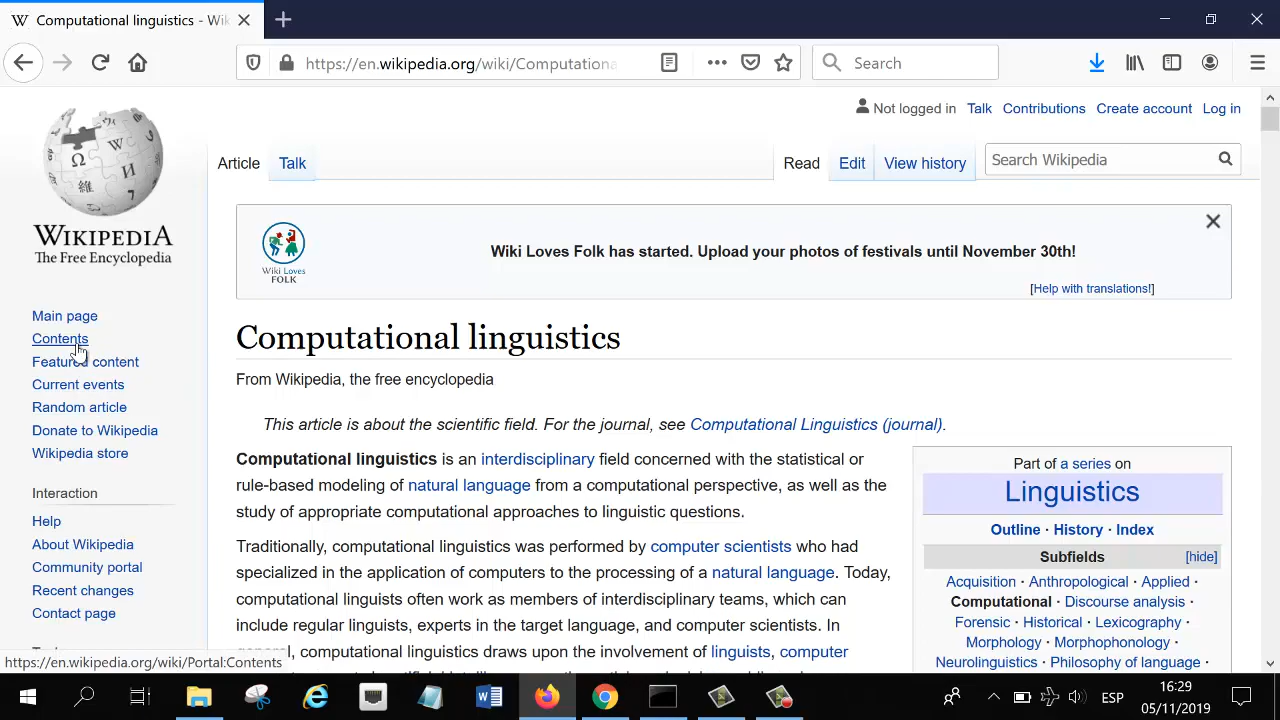 Computational linguistics - Wi
https://en.wikipedia.org/wiki/Computationa
Search
Not logged in Talk Contributions Create account Log in
Article Talk Read Edit View history Search Wikipedia
WIKIPEDIA
The Free Encyclopedia
Wiki Loves Folk has started. Upload your photos of festivals until November 30th!
Wiki Loves
FOLK
[Help with translations!]
Main page
Contents
Featured content
Current events
Random article
Donate to Wikipedia
Wikipedia store
Interaction
Help
About Wikipedia
Community portal
Recent changes
Contact page
Computational linguistics
From Wikipedia, the free encyclopedia
This article is about the scientific field. For the journal, see Computational Linguistics (journal).
Computational linguistics is an interdisciplinary field concerned with the statistical or
rule-based modeling of natural language from a computational perspective, as well as the
study of appropriate computational approaches to linguistic questions.
Traditionally, computational linguistics was performed by computer scientists who had
specialized in the application of computers to the processing of a natural language. Today,
computational linguists often work as members of interdisciplinary teams, which can
include regular linguists, experts in the target language, and computer scientists. In
general, computational linguistics draws upon the involvement of linguists, computer
Part of a series on
Linguistics
Outline · History · Index
Subfields [hide]
Acquisition · Anthropological · Applied ·
Computational · Discourse analysis ·
Forensic · Historical · Lexicography ·
Morphology · Morphophonology ·
Neurolinguistics · Philosophy of language ·
https://en.wikipedia.org/wiki/Portal:Contents
ESP
16:29
05/11/2019